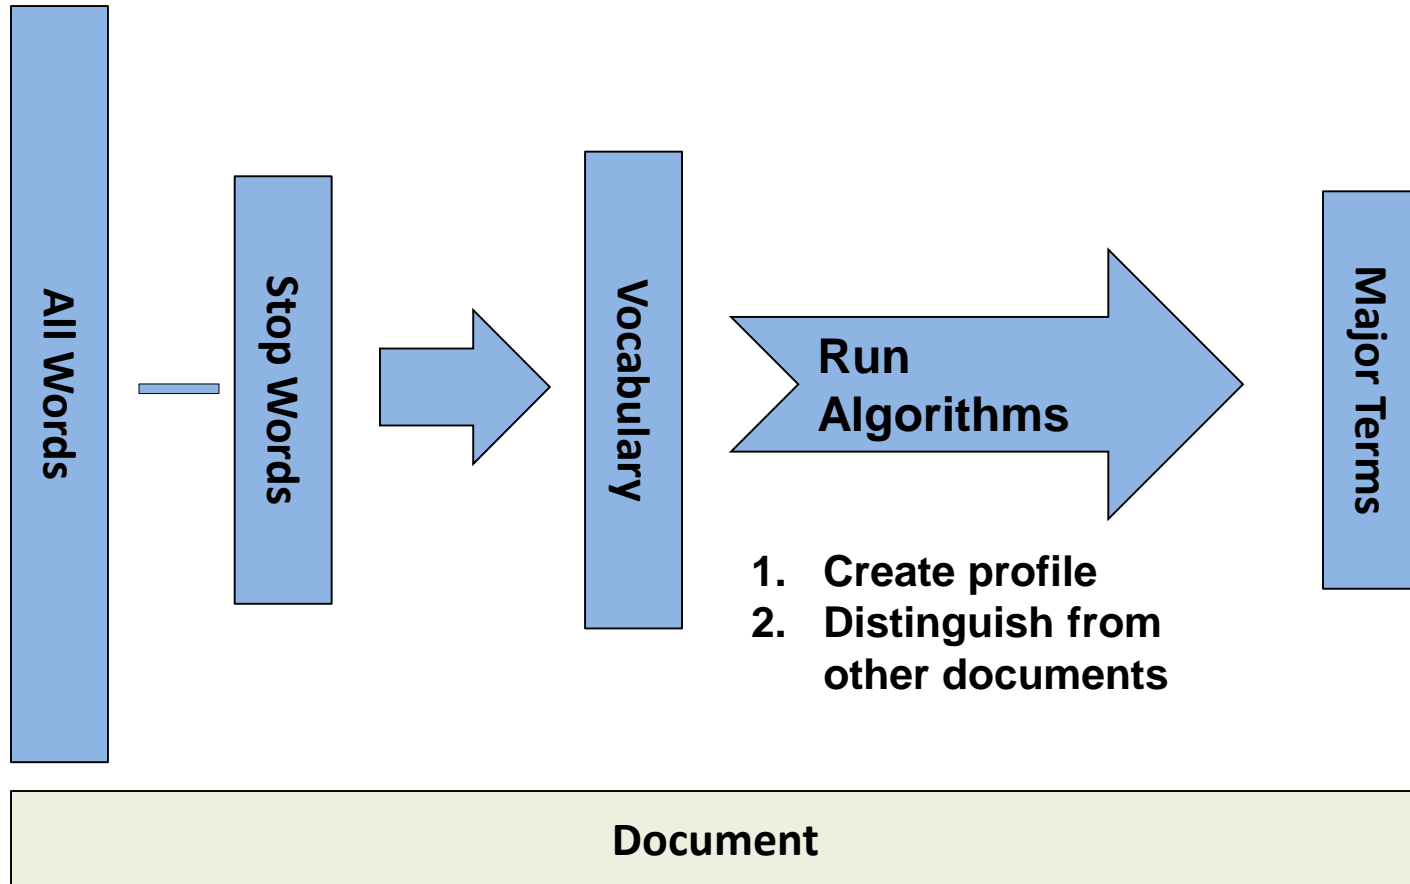 All Words
Stop Words
Vocabulary
Run
Algorithms
Major Terms
1. Create profile
2. Distinguish from
other documents
Document